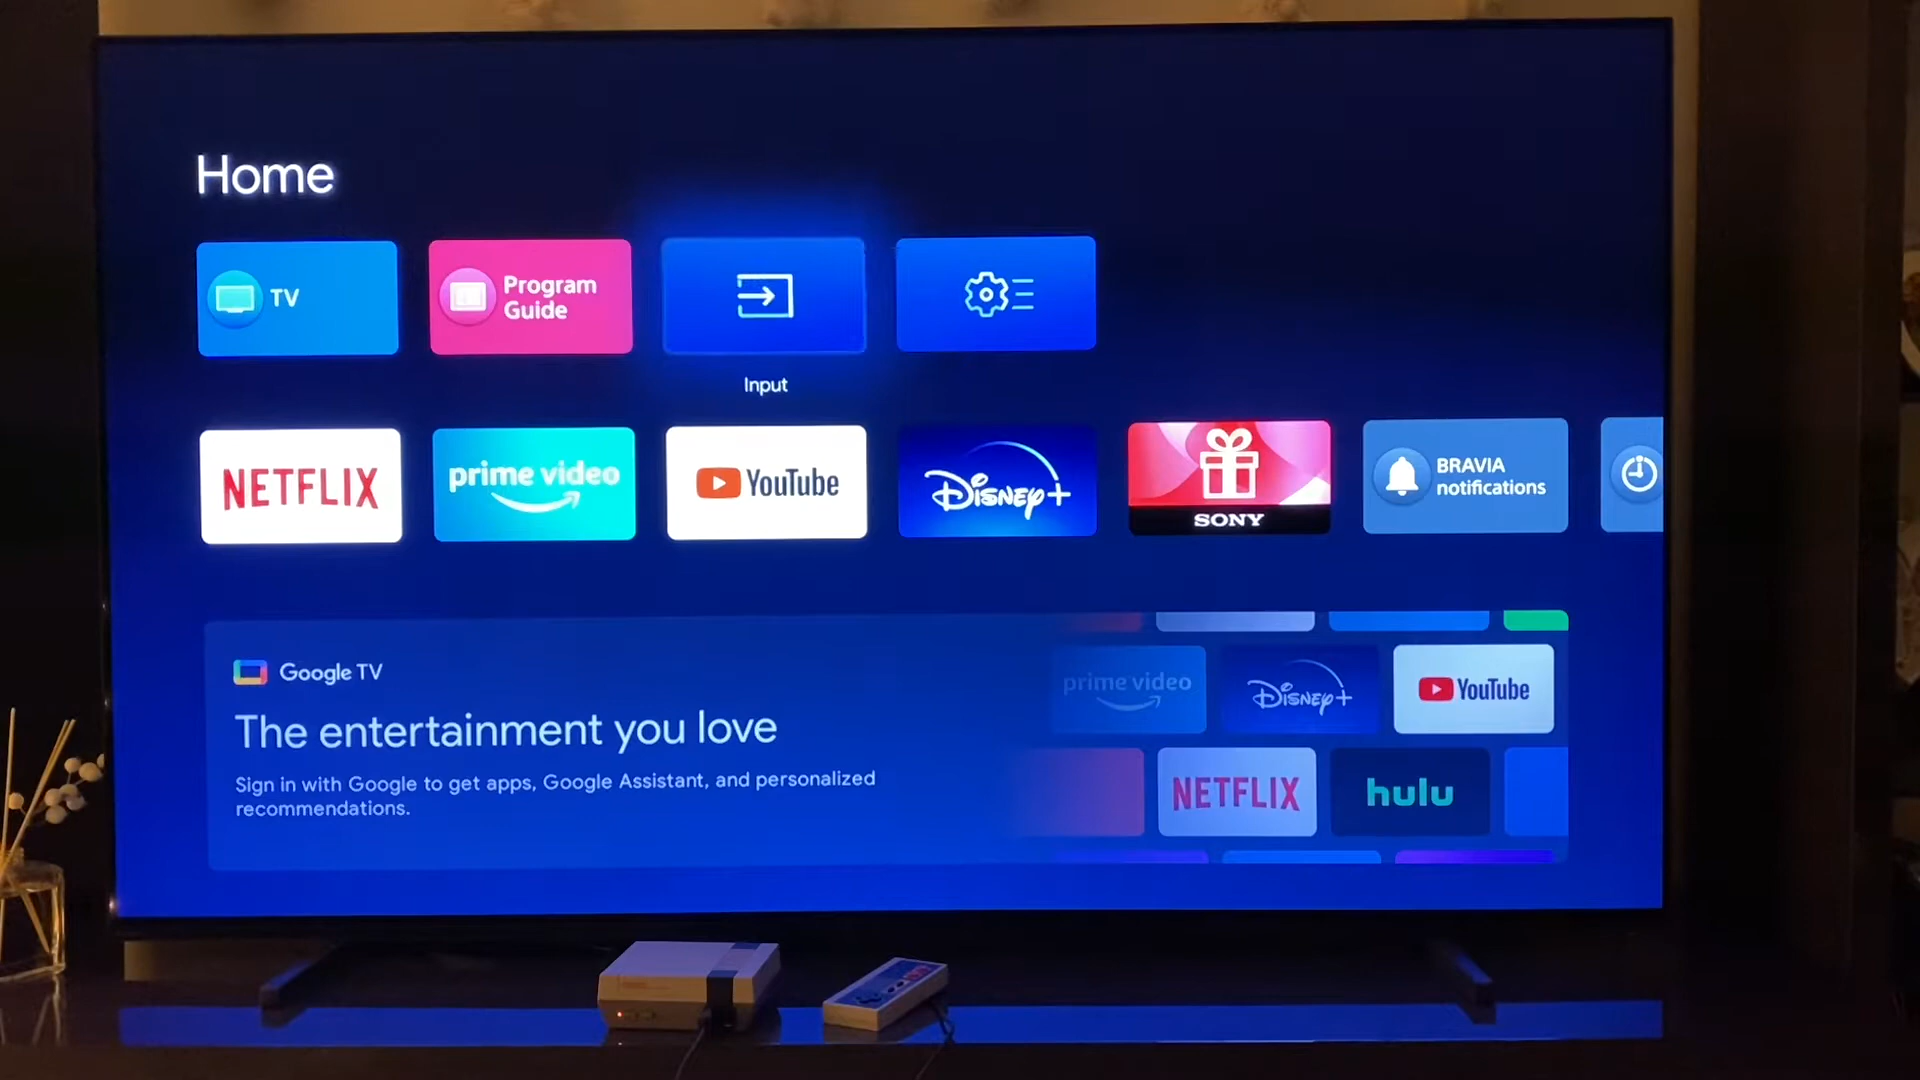 Home
TV
Program
Guide
Input
NETFLIX
prime video
YouTube
Disney+
SONY
BRAVIA
notifications
Google TV
The entertainment you love
Sign in with Google to get apps, Google Assistant, and personalized
recommendations.
prime video
Disney+
YouTube
NETFLIX
hulu